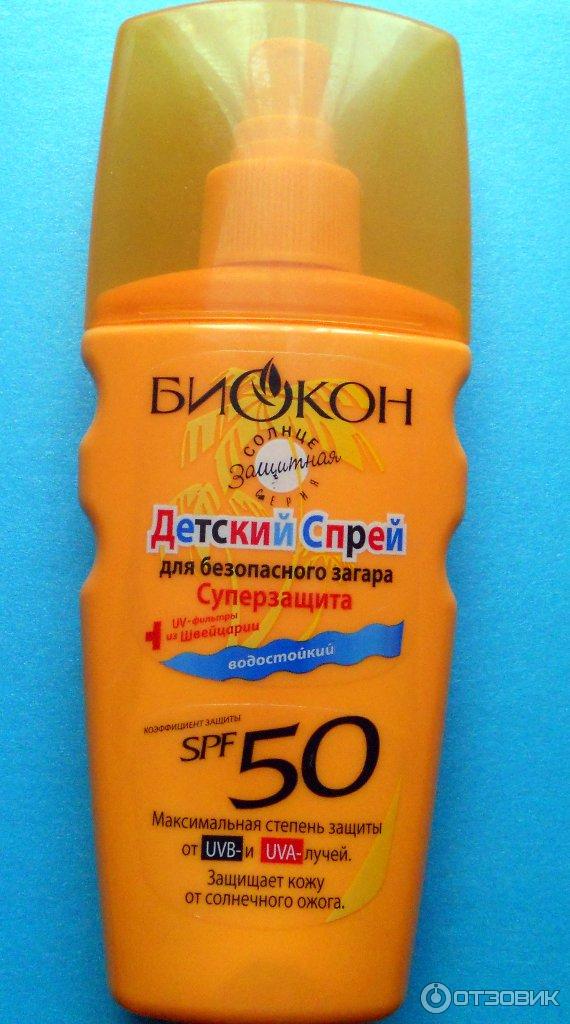 БИОКОН
СОЛНЦЕ
Защитная
СЕРИЯ
Детский Спрей
для безопасного загара
Суперзащита
UV-фильтры
из Швейцарии
водостойкий
КОЭФФИЦИЕНТ ЗАЩИТЫ
SPF 50
Максимальная степень защиты
от UVB- и UVA-лучей.
Защищает кожу
от солнечного ожога.
ОТЗОВИК